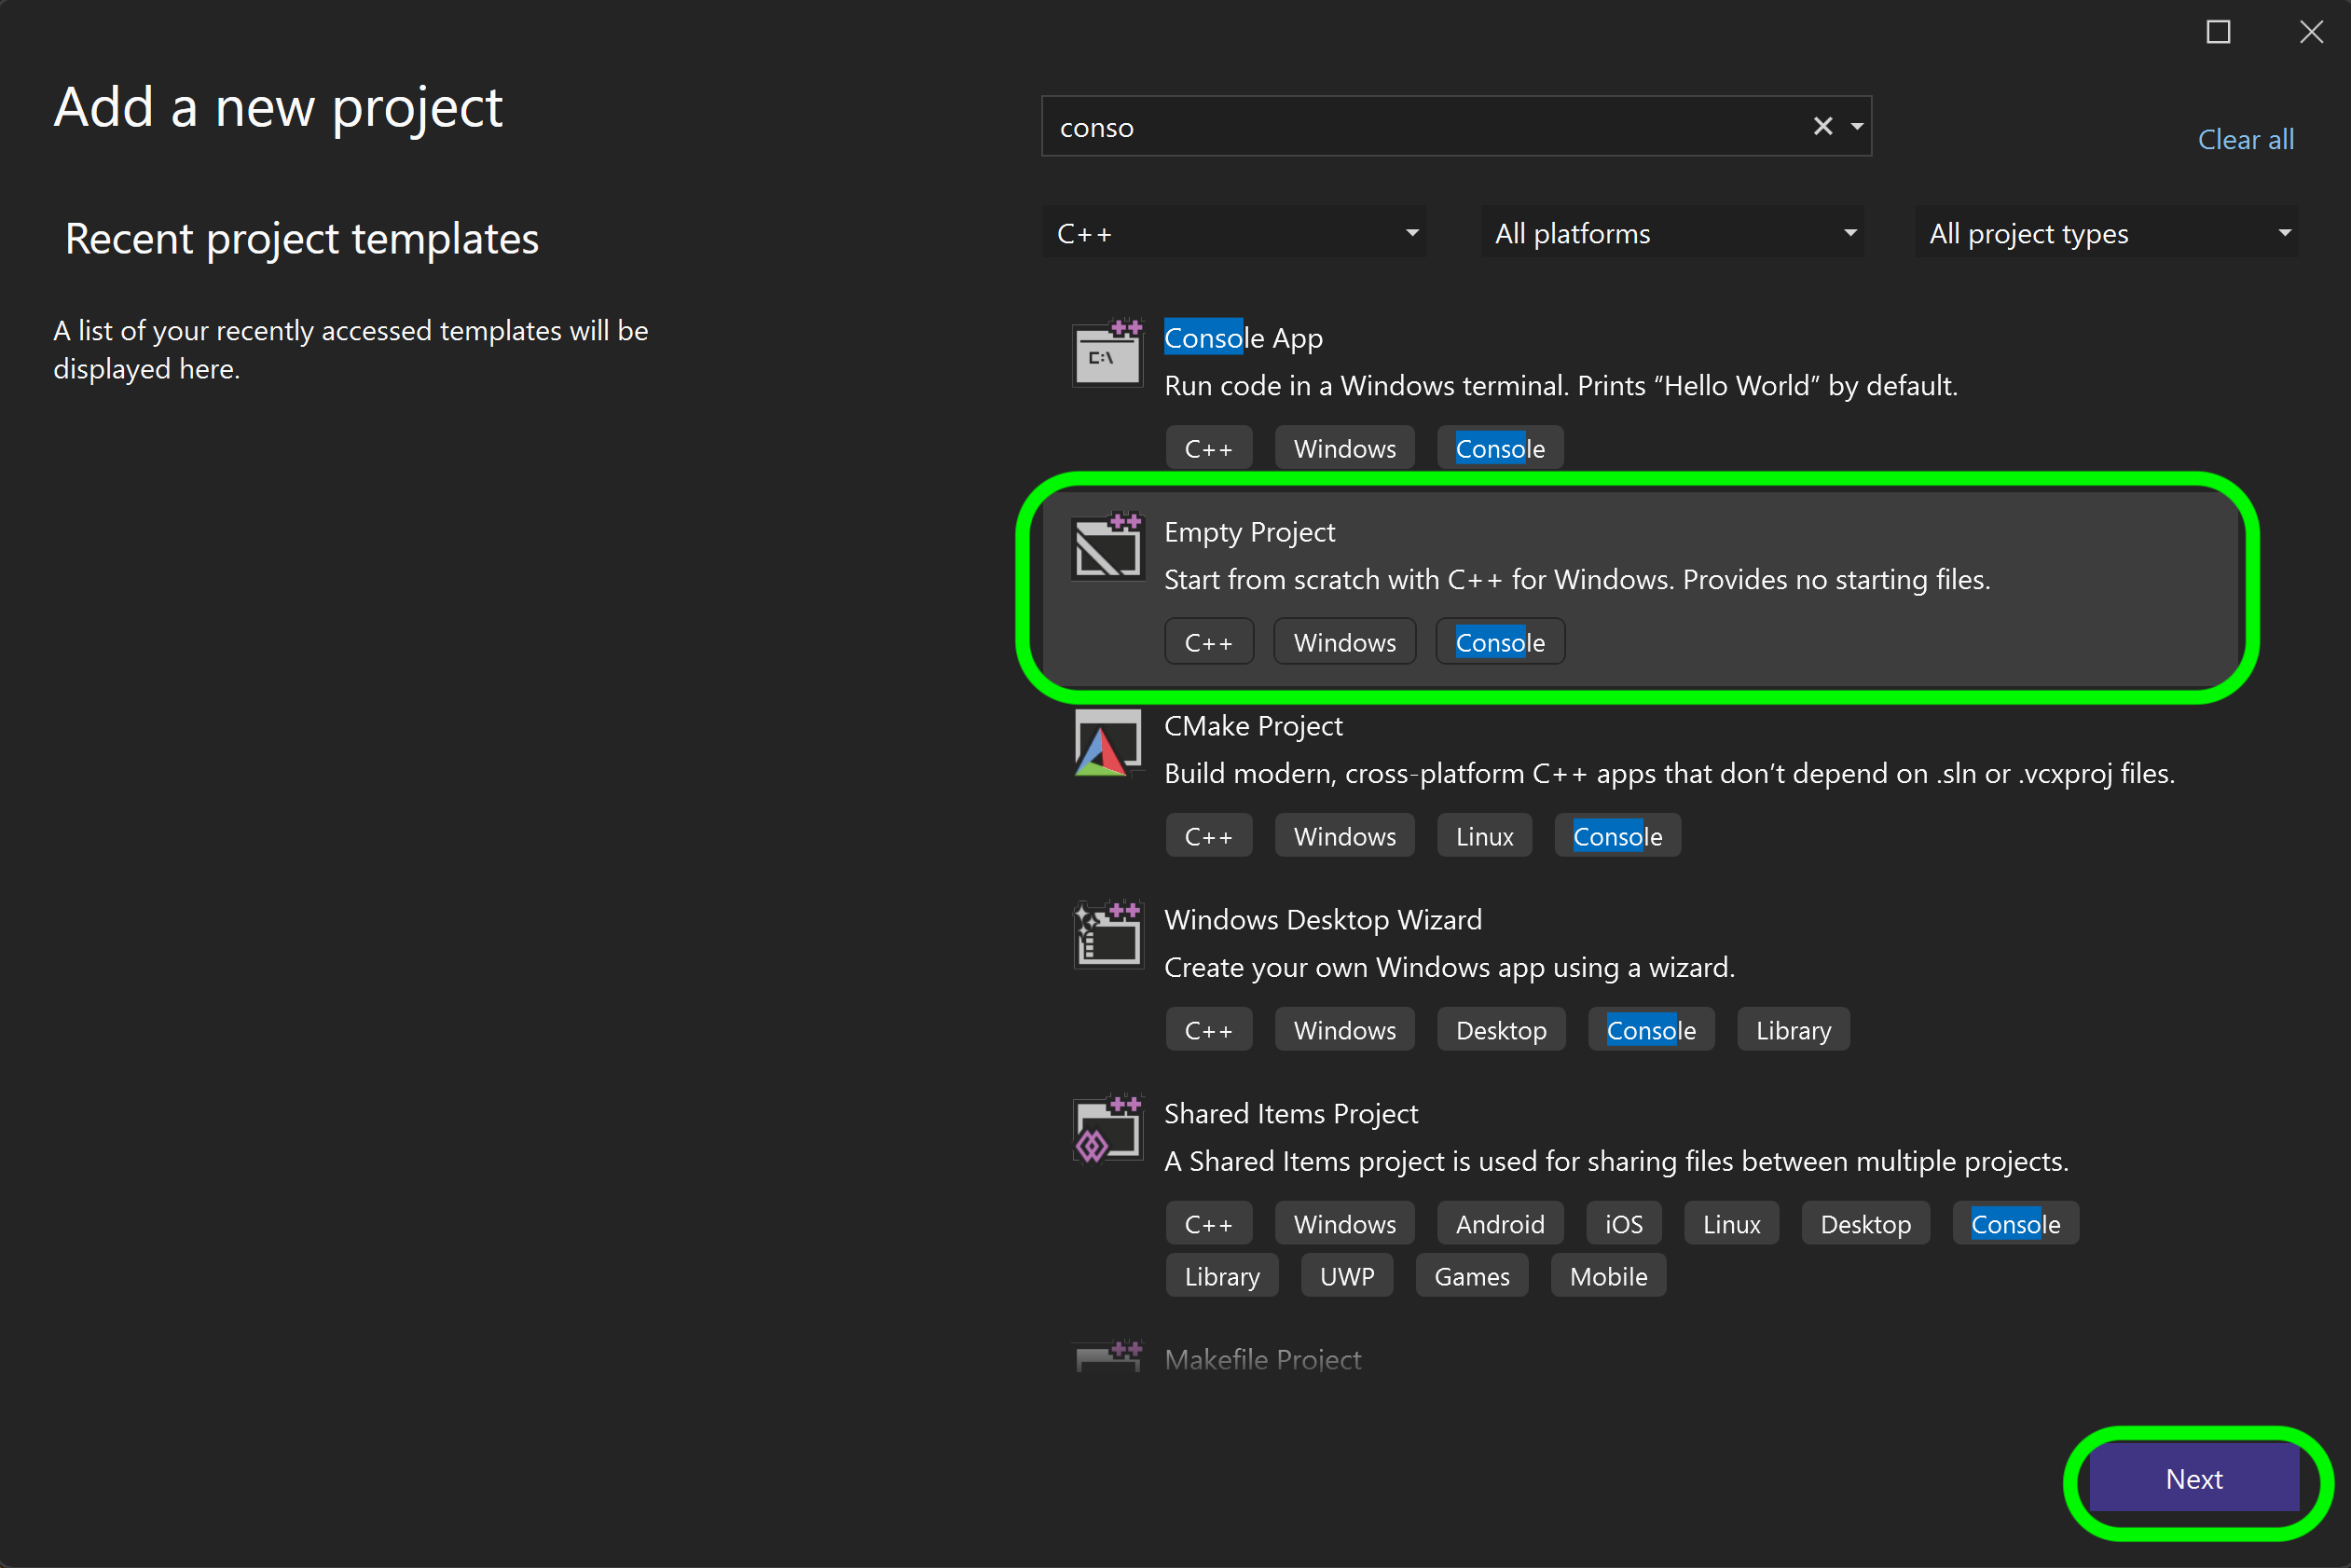 Add a new project
conso
Clear all
Recent project templates
C++
All platforms
All project types
A list of your recently accessed templates will be
displayed here.
C:\
Console App
Run code in a Windows terminal. Prints “Hello World” by default.
C++ Windows Console
Empty Project
Start from scratch with C++ for Windows. Provides no starting files.
C++ Windows Console
CMake Project
Build modern, cross-platform C++ apps that don’t depend on .sln or .vcxproj files.
C++ Windows Linux Console
Windows Desktop Wizard
Create your own Windows app using a wizard.
C++ Windows Desktop Console Library
Shared Items Project
A Shared Items project is used for sharing files between multiple projects.
C++ Windows Android iOS Linux Desktop Console
Library UWP Games Mobile
Makefile Project
Next